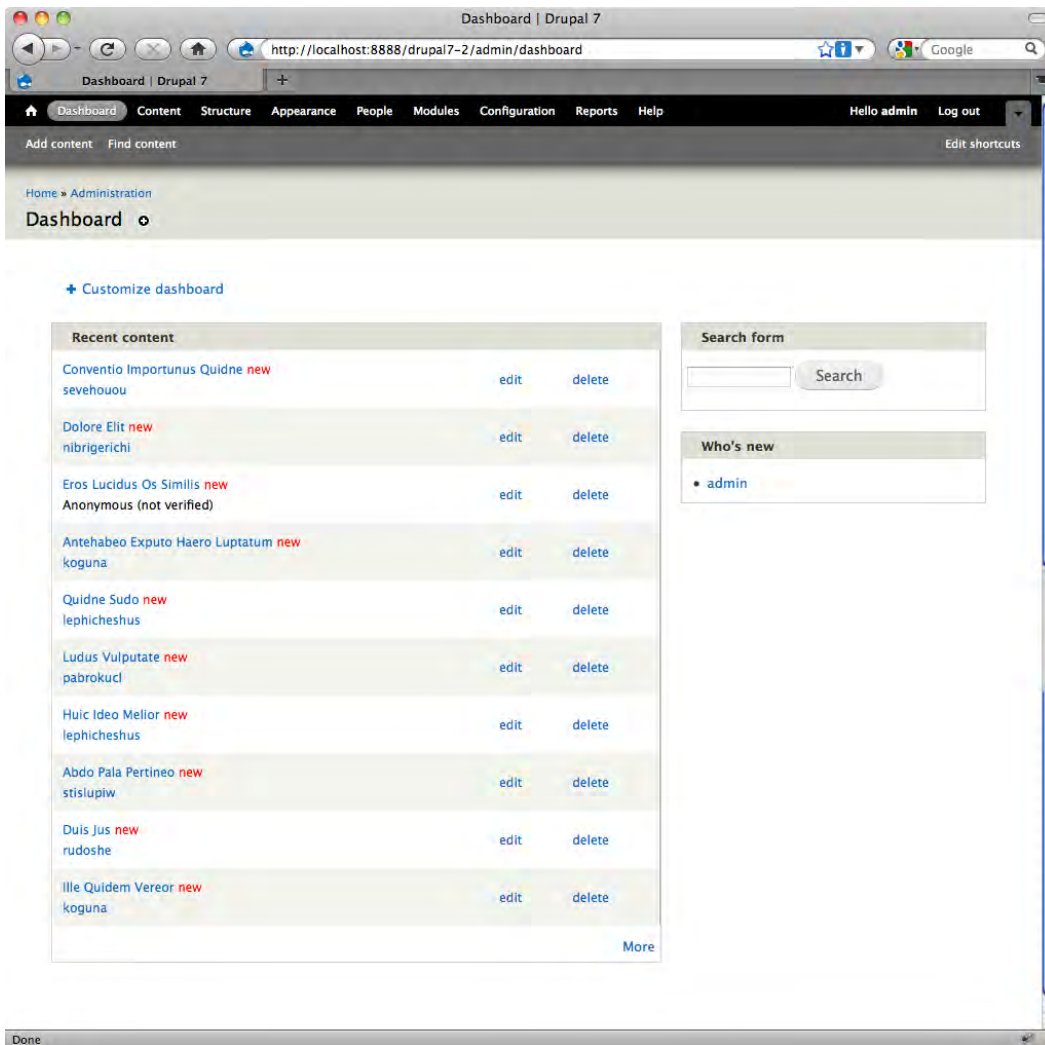 Dashboard | Drupal 7
http://localhost:8888/drupal7-2/admin/dashboard
Google
Dashboard | Drupal 7
Dashboard Content Structure Appearance People Modules Configuration Reports Help Hello admin Log out
Add content Find content Edit shortcuts
Home » Administration
Dashboard
Customize dashboard
Recent content
Conventio Importunus Quidne new
sevehouou
edit delete
Dolore Elit new
nibrigerichi
edit delete
Eros Lucidus Os Similis new
Anonymous (not verified)
edit delete
Antehabeo Exputo Haero Luptatum new
koguna
edit delete
Quidne Sudo new
lephicheshus
edit delete
Ludus Vulputate new
pabrokucl
edit delete
Huic Ideo Melior new
lephicheshus
edit delete
Abdo Pala Pertineo new
stislupiw
edit delete
Duis Jus new
rudoshe
edit delete
Ille Quidem Vereor new
koguna
edit delete
More
Search form
Search
Who's new
• admin
Done